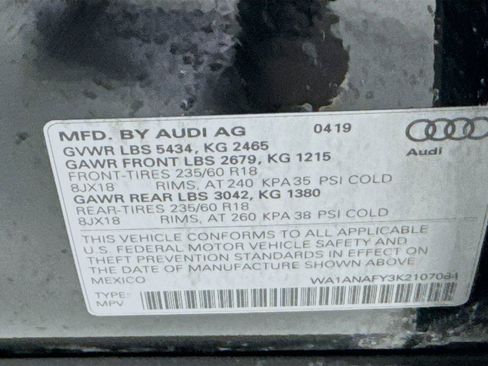 MFD. BY AUDI AG 0419
GVWR LBS 5434, KG 2465
GAWR FRONT LBS 2679, KG 1215
FRONT-TIRES 235/60 R18
8JX18 RIMS, AT 240 KPA 35 PSI COLD
GAWR REAR LBS 3042, KG 1380
REAR-TIRES 235/60 R18
8JX18 RIMS, AT 260 KPA 38 PSI COLD
Audi
THIS VEHICLE CONFORMS TO ALL APPLICABLE
U.S. FEDERAL MOTOR VEHICLE SAFETY AND
THEFT PREVENTION STANDARDS IN EFFECT ON
THE DATE OF MANUFACTURE SHOWN ABOVE.
MEXICO WA1ANAFY3K2107084
TYPE:
MPV